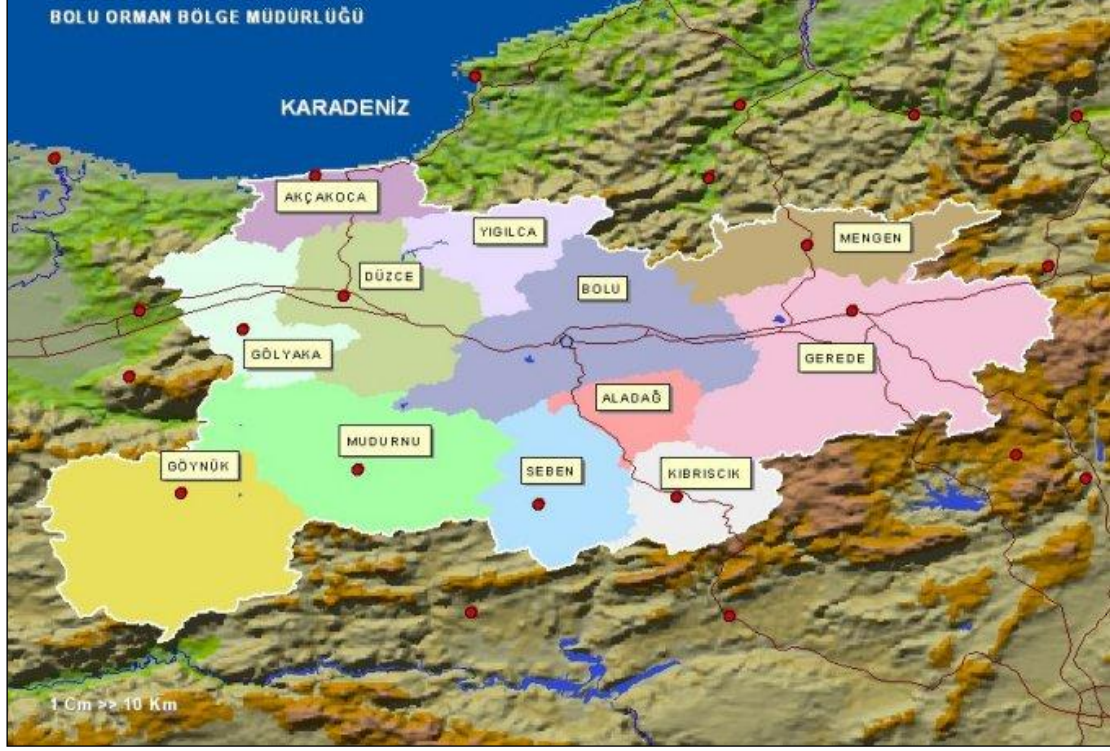 BOLU ORMAN BÖLGE MÜDÜRLÜĞÜ
KARADENİZ
AKÇAKOCA
YIGILCA
MENGEN
DÜZCE
BOLU
GÖLYAKA
GEREDE
ALADAĞ
MUDURNU
GÖYNÜK
SEBEN
KIBRISCIK
1 Cm >> 10 Km